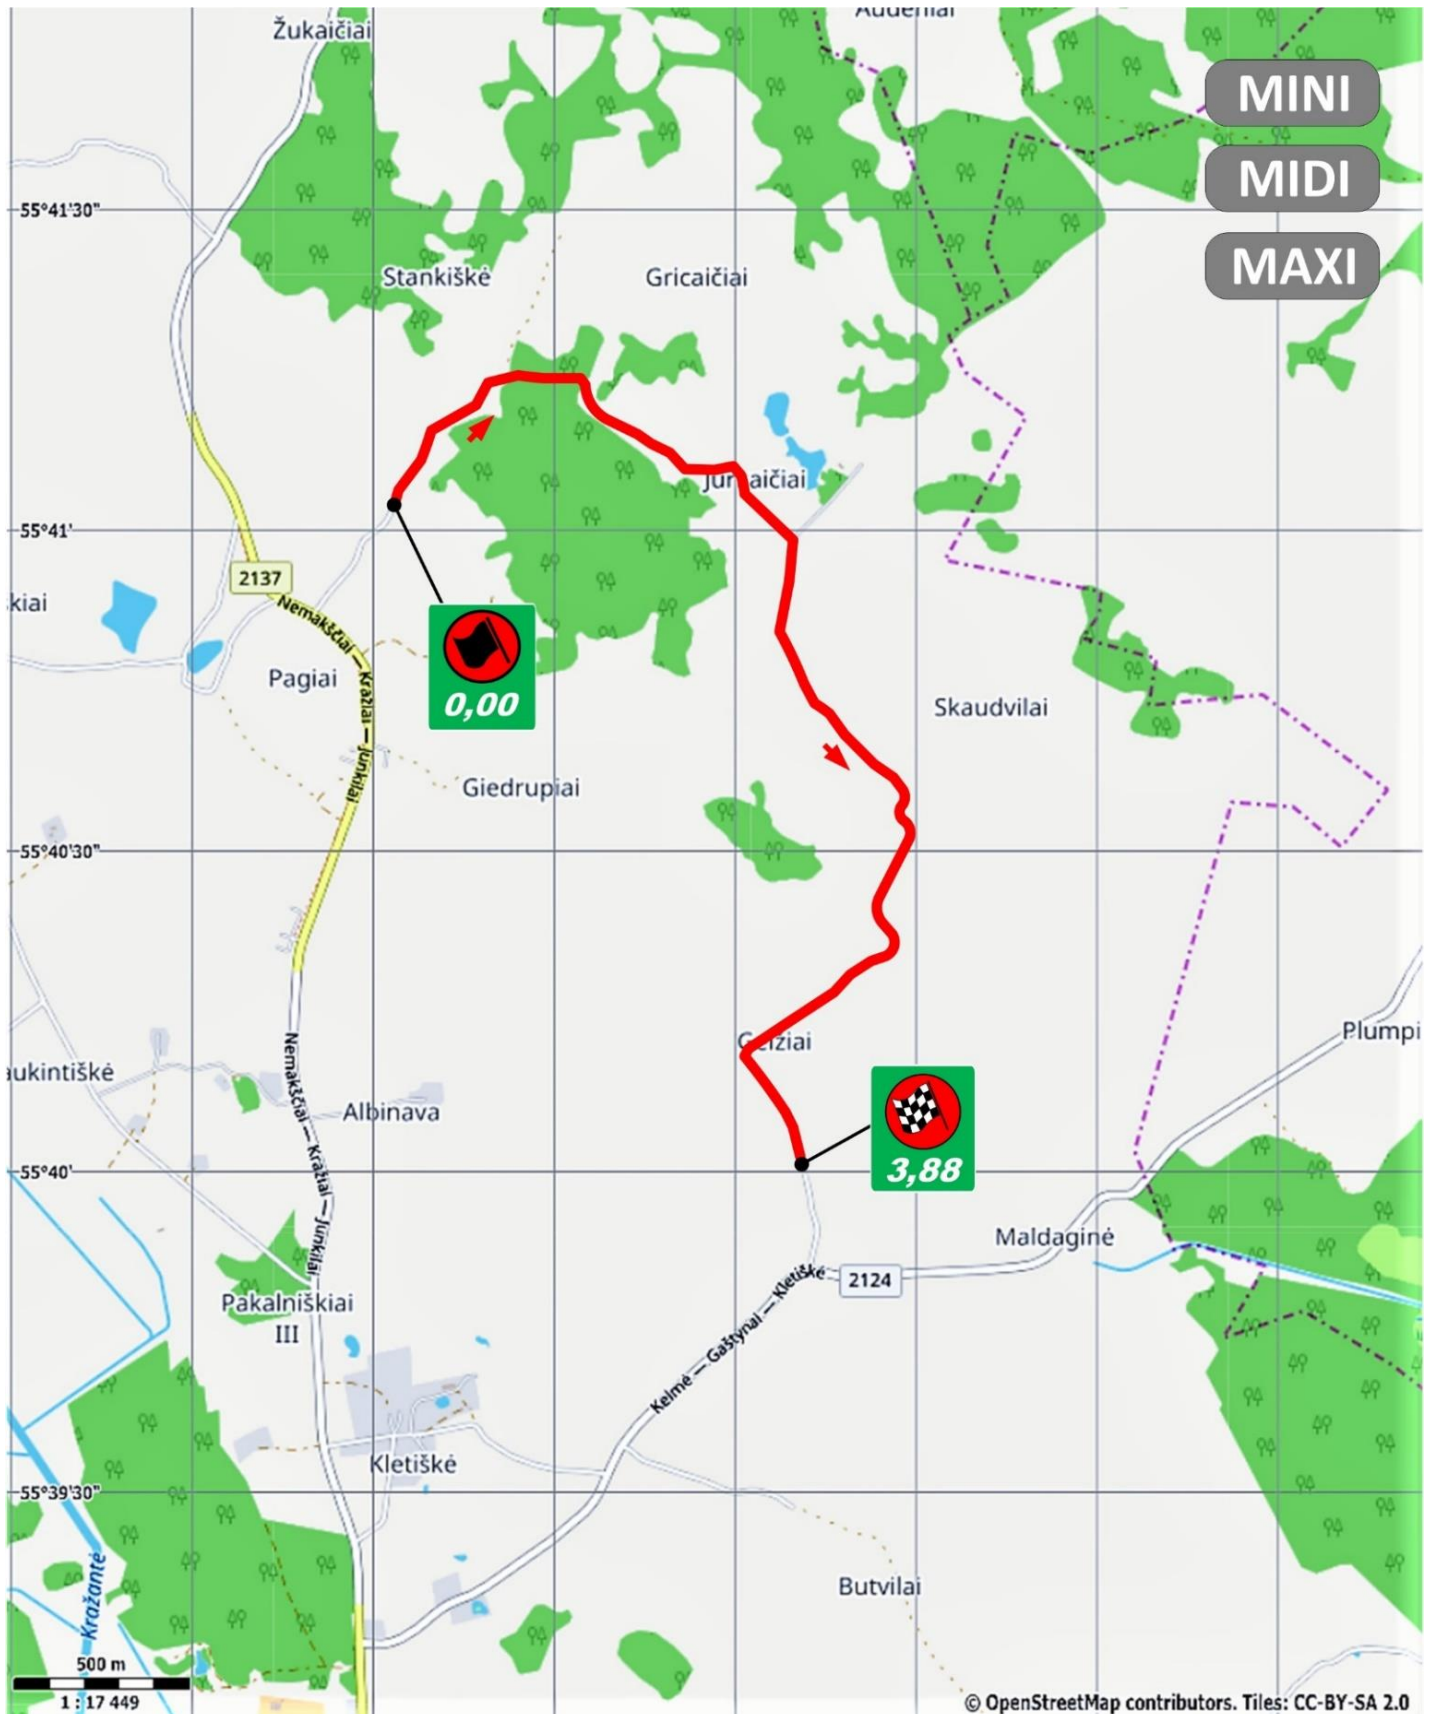 Žukaičiai
MINI
MIDI
MAXI
55°41'30"
Stankiškė
Gricaičiai
55°41'
2137
kiai
Nemakščiai — Kražiai — Junkilai
Pagiai
0,00
Skaudvilai
Giedrupiai
55°40'30"
Plumpi
aukintiškė
Nemakščiai — Kražiai — Junkilai
Albinava
3,88
55°40'
Maldaginė
2124
Kelmė — Gaštynai — Kletiškė
Pakalniškiai
III
Kletiškė
55°39'30"
Kražantė
Butvilai
500 m
1 : 17 449
© OpenStreetMap contributors. Tiles: CC-BY-SA 2.0